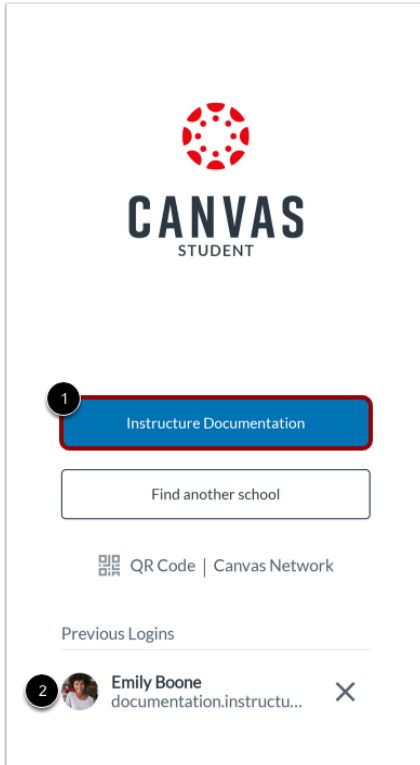 CANVAS
STUDENT
1
Instructure Documentation
Find another school
QR Code | Canvas Network
Previous Logins
2
Emily Boone
documentation.instructu...